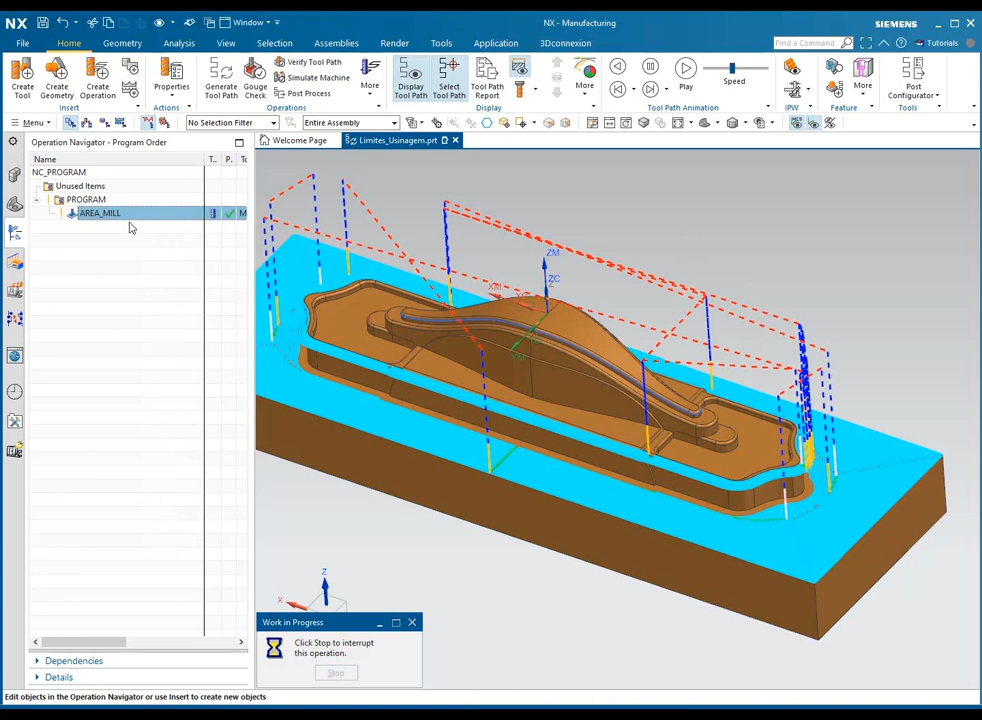 NX
Window
NX - Manufacturing
SIEMENS
File
Home
Geometry
Analysis
View
Selection
Assemblies
Render
Tools
Application
3Dconnexion
Find a Command
Tutorials
Create Tool
Create Geometry
Create Operation
Properties
Generate Tool Path
Gouge Check
Verify Tool Path
Simulate Machine
Post Process
More
Display Tool Path
Select Tool Path
Tool Path Report
More
Play
Speed
IPW
More
Post Configurator
Insert
Actions
Operations
Display
Tool Path Animation
IPW
Feature
Tools
Menu
No Selection Filter
Entire Assembly
Operation Navigator - Program Order
Welcome Page
Limites_Usinagem.prt
Name
T..
P.
To
NC_PROGRAM
Unused Items
PROGRAM
AREA_MILL
M
ZM
ZC
XM
YM
Z
X
Work in Progress
Click Stop to interrupt
this operation.
Stop
Dependencies
Details
Edit objects in the Operation Navigator or use Insert to create new objects